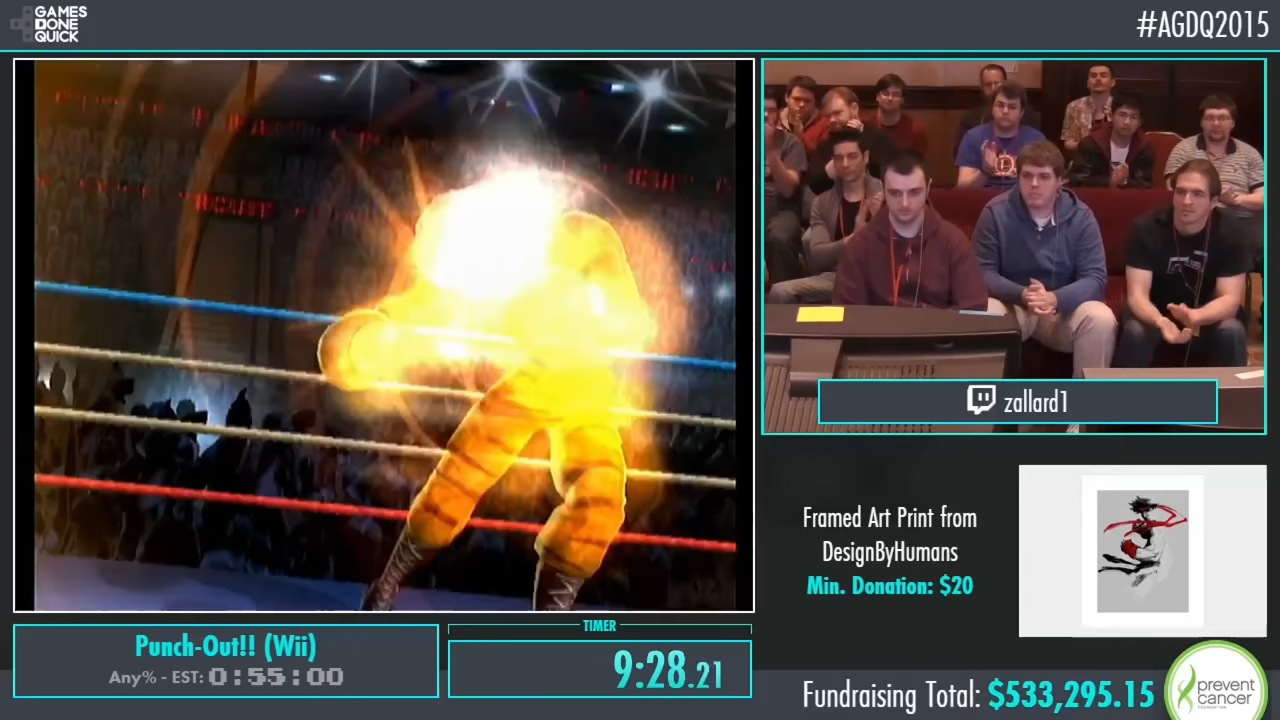 GAMES
DONE
QUICK
#AGDQ2015
zallard1
Framed Art Print from
DesignByHumans
Min. Donation: $20
Punch-Out!! (Wii)
Any% - EST: 0:55:00
TIMER
9:28.21
Fundraising Total: $533,295.15
prevent
cancer